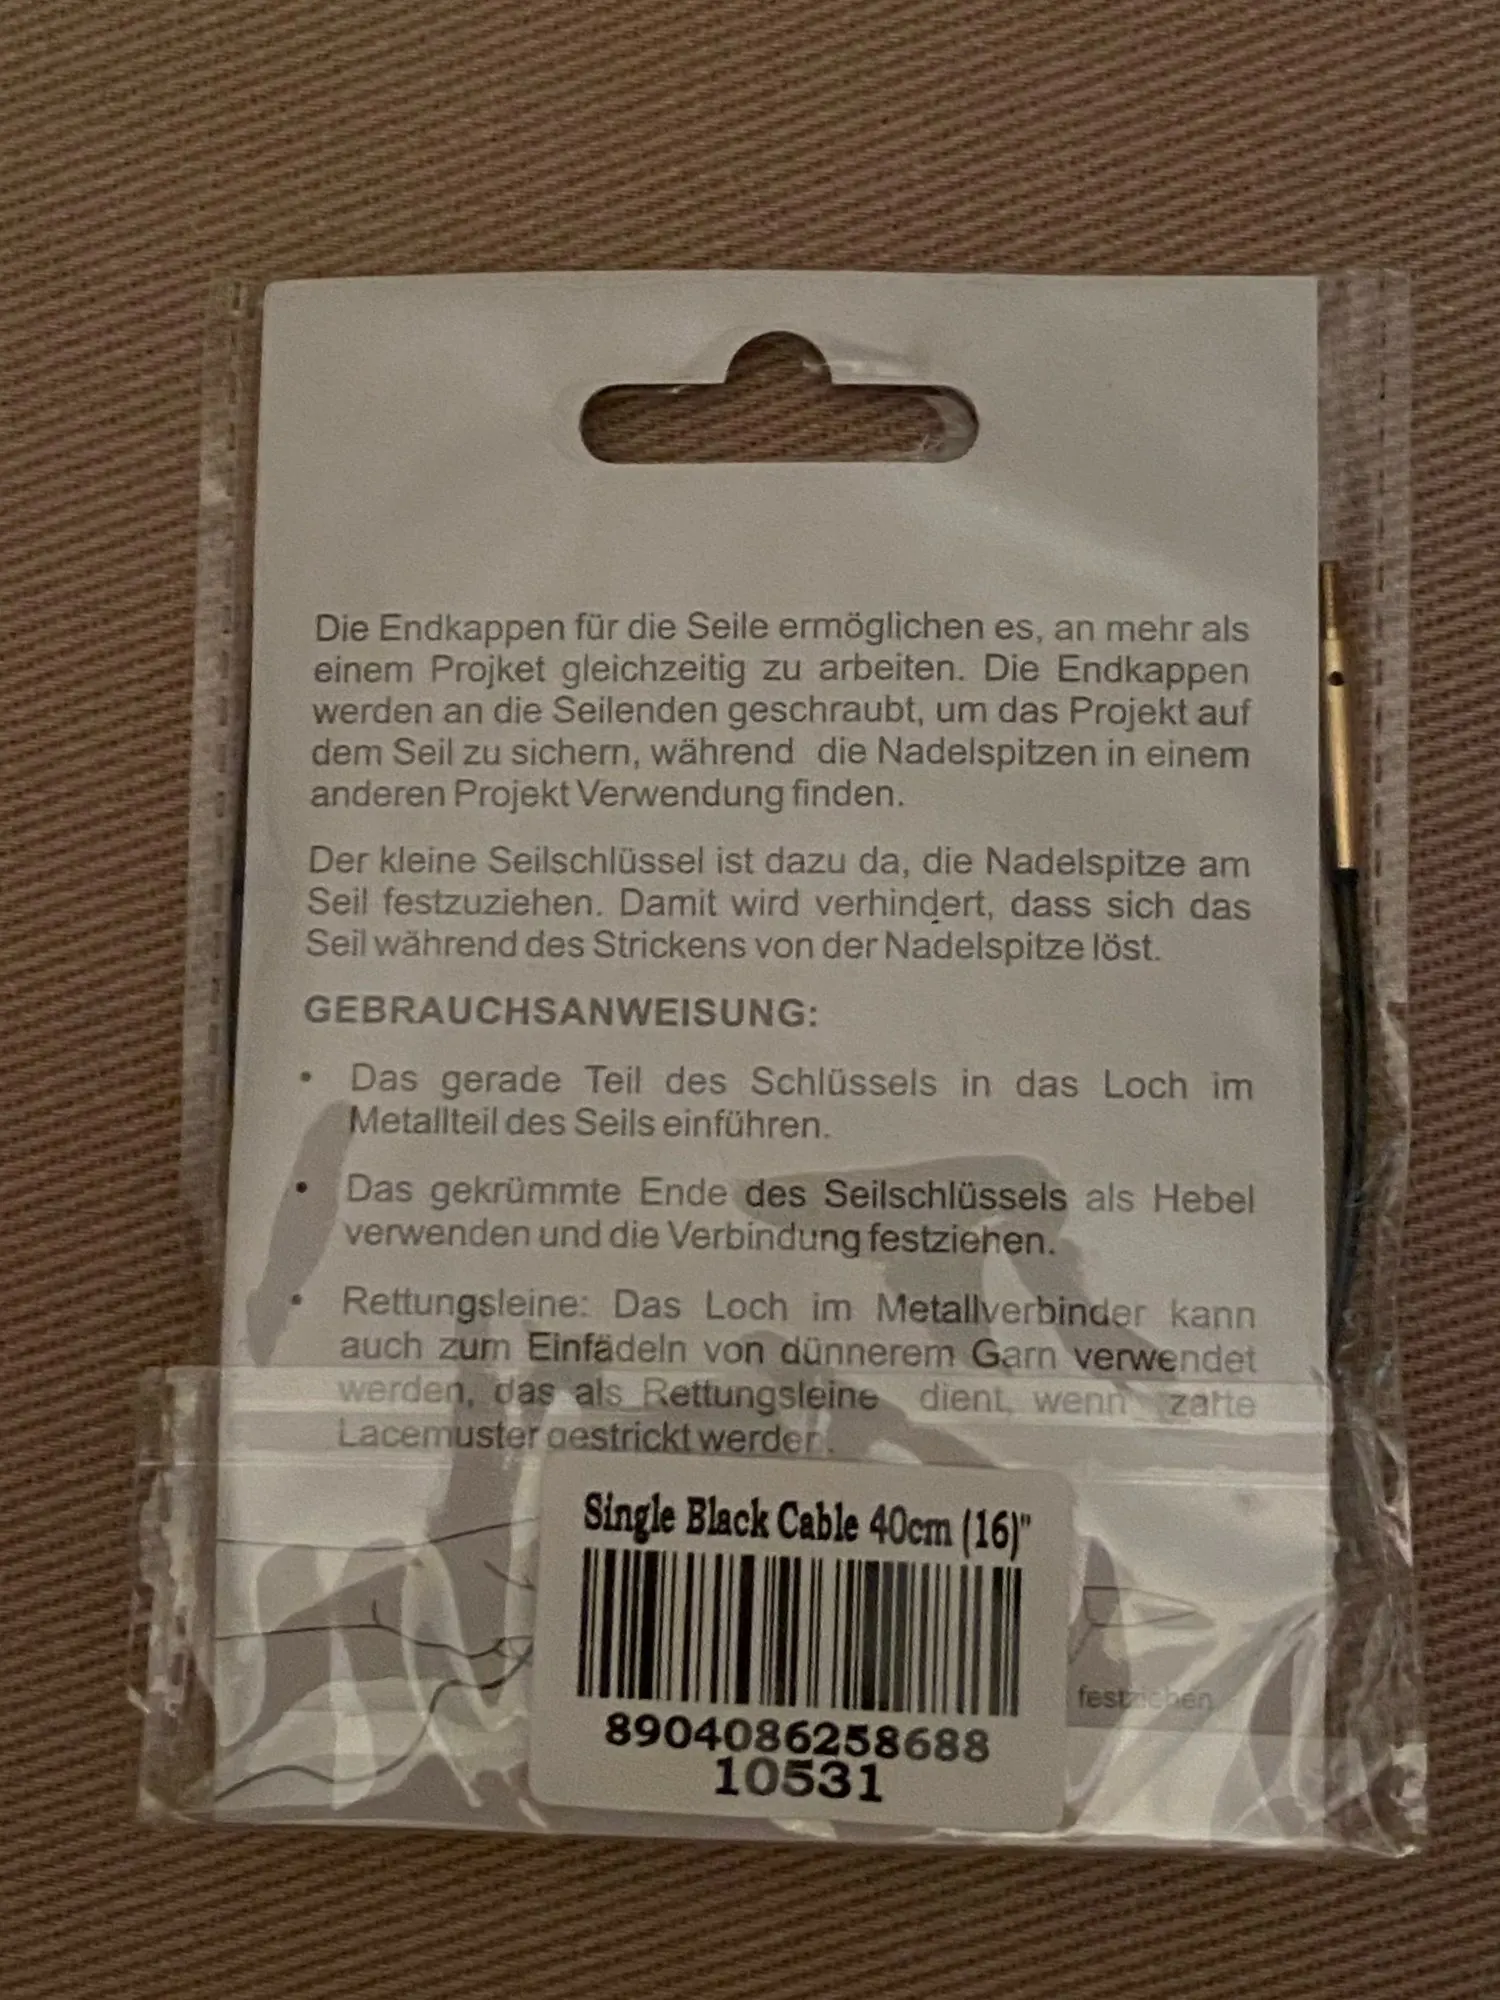 Die Endkappen für die Seile ermöglichen es, an mehr als
einem Projket gleichzeitig zu arbeiten. Die Endkappen
werden an die Seilenden geschraubt, um das Projekt auf
dem Seil zu sichern, während die Nadelspitzen in einem
anderen Projekt Verwendung finden.
Der kleine Seilschlüssel ist dazu da, die Nadelspitze am
Seil festzuziehen. Damit wird verhindert, dass sich das
Seil während des Strickens von der Nadelspitze löst.
GEBRAUCHSANWEISUNG:
• Das gerade Teil des Schlüssels in das Loch im
Metallteil des Seils einführen.
• Das gekrümmte Ende des Seilschlüssels als Hebel
verwenden und die Verbindung festziehen.
• Rettungsleine: Das Loch im Metallverbinder kann
auch zum Einfädeln von dünnerem Garn verwendet
werden, das als Rettungsleine dient, wenn zarte
Lacemuster gestrickt werden.
Single Black Cable 40cm (16)"
8904086258688
10531
festziehen